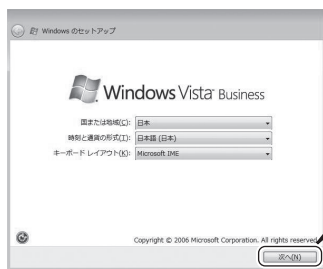 Windows のセットアップ
Windows Vista Business
国または地域(C): 日本
時刻と通貨の形式(T): 日本語 (日本)
キーボード レイアウト(K): Microsoft IME
Copyright © 2006 Microsoft Corporation. All rights reserved
次へ(N)